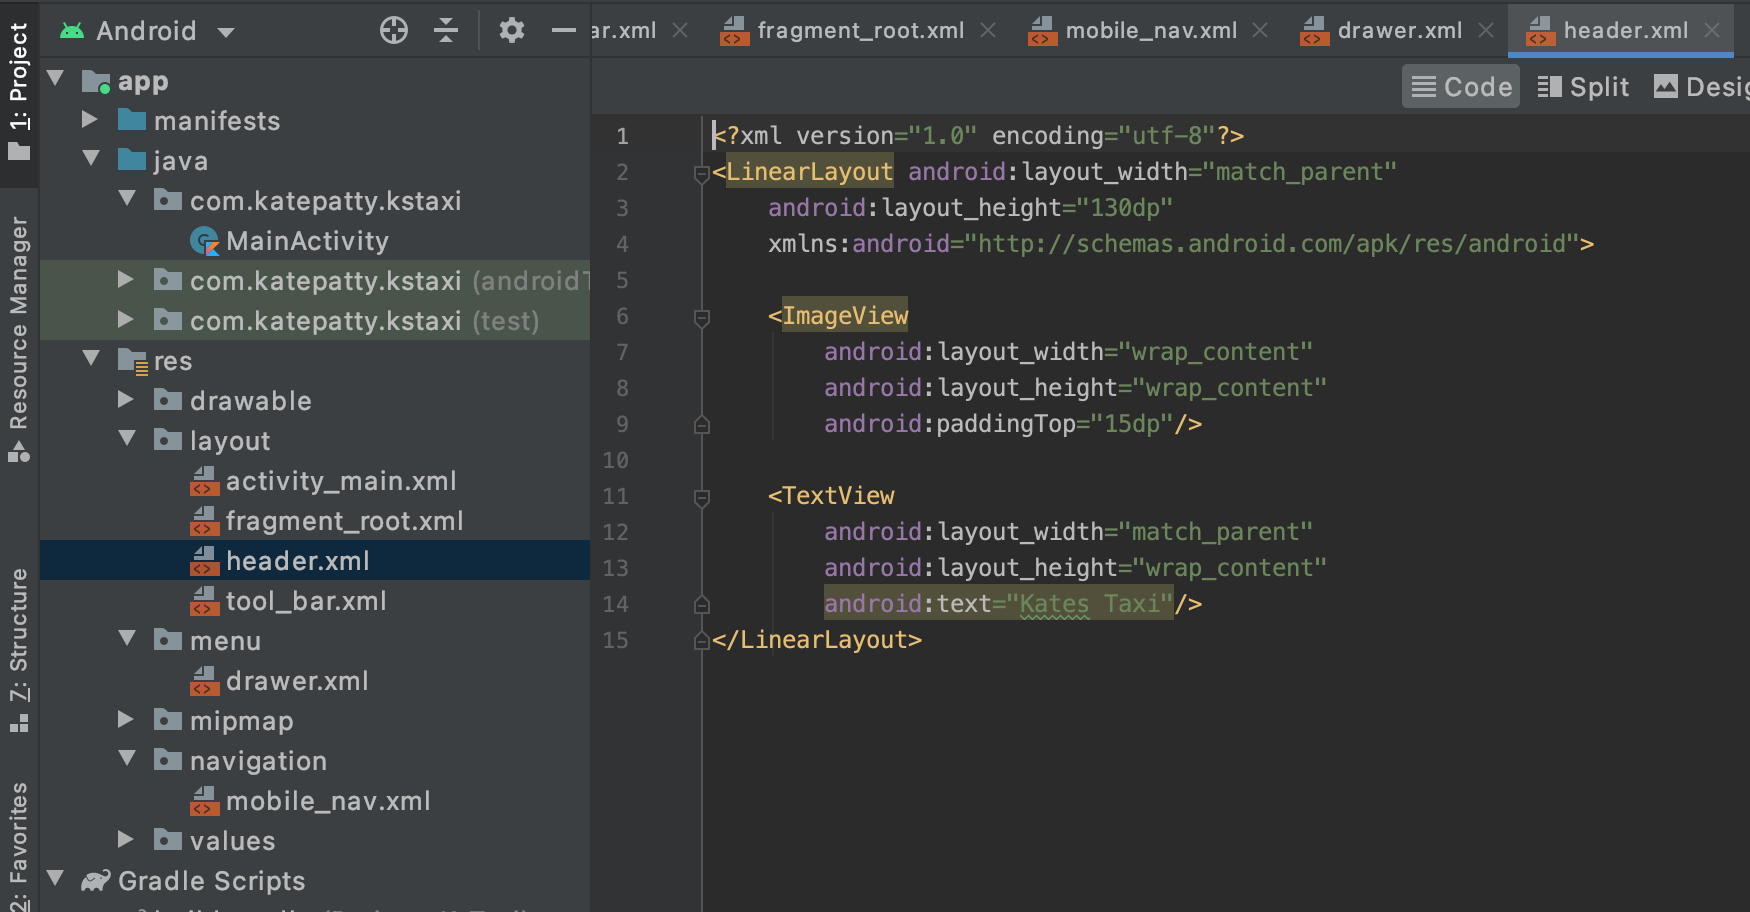 Android
ar.xml
fragment_root.xml
mobile_nav.xml
drawer.xml
header.xml
Code
Split
1: Project
Resource Manager
7: Structure
2: Favorites
app
manifests
java
com.katepatty.kstaxi
MainActivity
com.katepatty.kstaxi (androidT
com.katepatty.kstaxi (test)
res
drawable
layout
activity_main.xml
fragment_root.xml
header.xml
tool_bar.xml
menu
drawer.xml
mipmap
navigation
mobile_nav.xml
values
Gradle Scripts
1 <?xml version="1.0" encoding="utf-8"?>
2 <LinearLayout android:layout_width="match_parent"
3 android:layout_height="130dp"
4 xmlns:android="http://schemas.android.com/apk/res/android">
5
6 <ImageView
7 android:layout_width="wrap_content"
8 android:layout_height="wrap_content"
9 android:paddingTop="15dp"/>
10
11 <TextView
12 android:layout_width="match_parent"
13 android:layout_height="wrap_content"
14 android:text="Kates Taxi"/>
15 </LinearLayout>